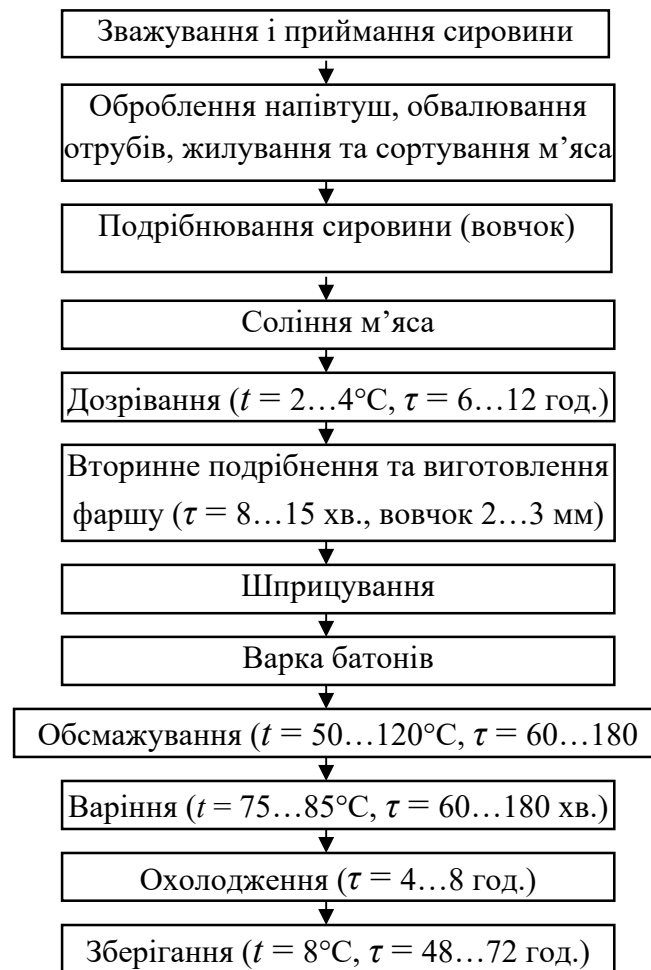 Зважування і приймання сировини
Оброблення напівтуш, обвалювання
отрубів, жилування та сортування м’яса
Подрібнювання сировини (вовчок)
Соління м’яса
Дозрівання (t = 2…4°С, τ = 6…12 год.)
Вторинне подрібнення та виготовлення
фаршу (τ = 8…15 хв., вовчок 2…3 мм)
Шприцування
Варка батонів
Обсмажування (t = 50…120°С, τ = 60…180
Варіння (t = 75…85°С, τ = 60…180 хв.)
Охолодження (τ = 4…8 год.)
Зберігання (t = 8°С, τ = 48…72 год.)